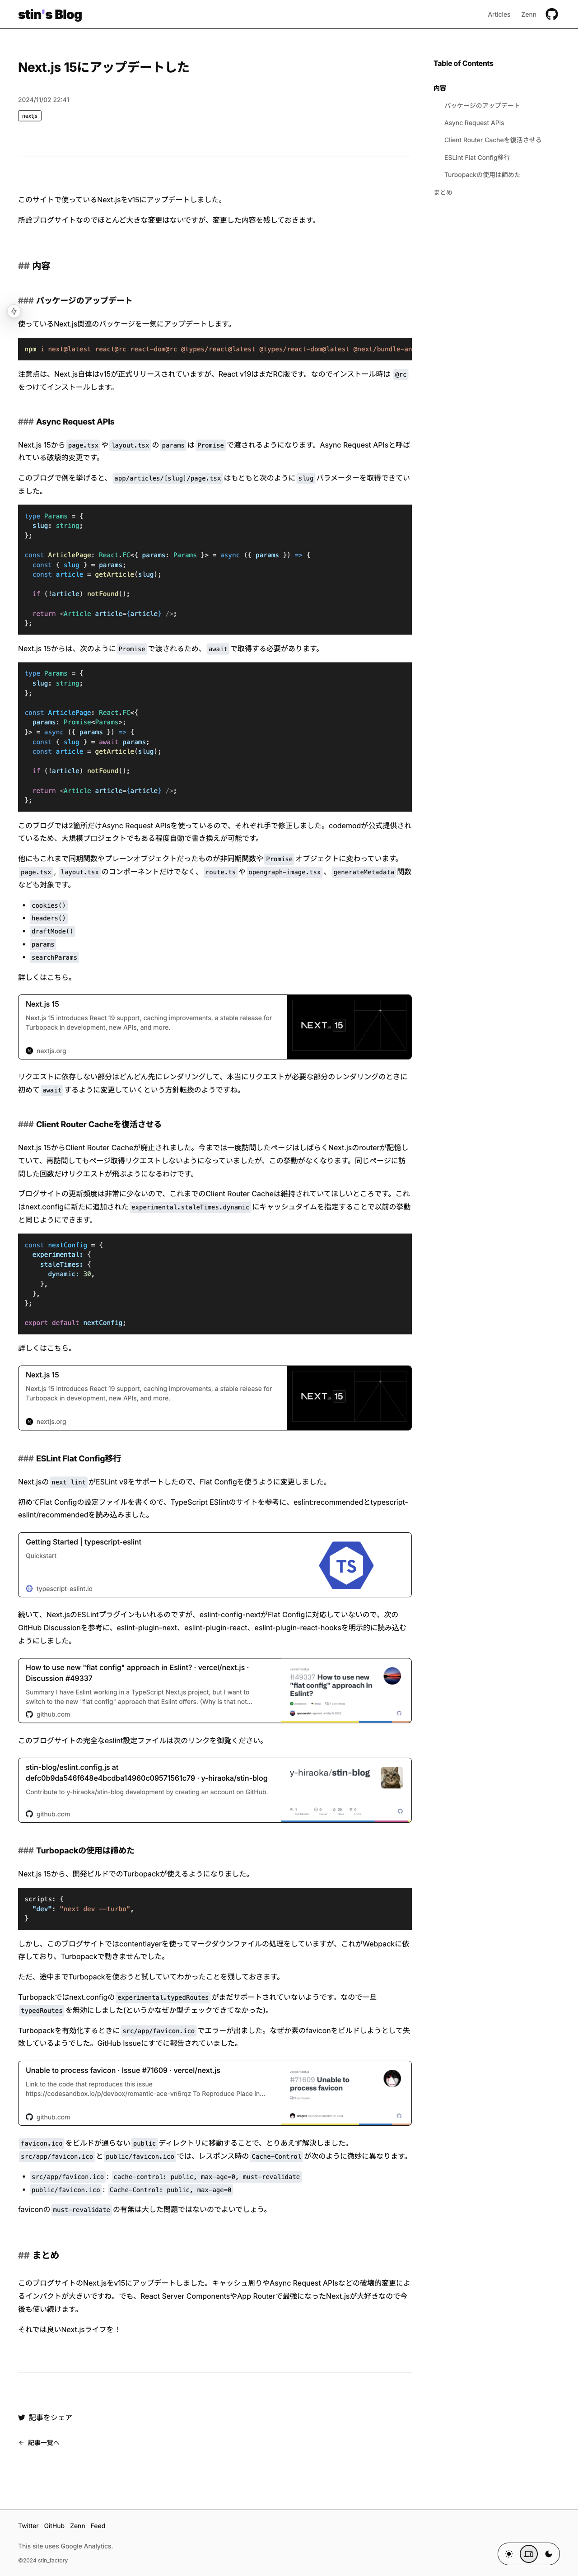 stin's Blog
Articles
Zenn
Next.js 15にアップデートした
2024/11/02 22:41
nextjs
Table of Contents
内容
パッケージのアップデート
Async Request APIs
Client Router Cacheを復活させる
ESLint Flat Config移行
Turbopackの使用は諦めた
まとめ
このサイトで使っているNext.jsをv15にアップデートしました。
所詮ブログサイトなのでほとんど大きな変更はないですが、変更した内容を残しておきます。
## 内容
### パッケージのアップデート
使っているNext.js関連のパッケージを一気にアップデートします。
npm i next@latest react@rc react-dom@rc @types/react@latest @types/react-dom@latest @next/bundle-an
注意点は、Next.js自体はv15が正式リリースされていますが、React v19はまだRC版です。なのでインストール時は @rc
をつけてインストールします。
### Async Request APIs
Next.js 15から page.tsx や layout.tsx の params は Promise で渡されるようになります。Async Request APIsと呼ば
れている破壊的変更です。
このブログで例を挙げると、 app/articles/[slug]/page.tsx はもともと次のように slug パラメーターを取得できてい
ました。
type Params = {
slug: string;
};
const ArticlePage: React.FC<{ params: Params }> = async ({ params }) => {
const { slug } = params;
const article = getArticle(slug);
if (!article) notFound();
return <Article article={article} />;
};
Next.js 15からは、次のように Promise で渡されるため、 await で取得する必要があります。
type Params = {
slug: string;
};
const ArticlePage: React.FC<{
params: Promise<Params>;
}> = async ({ params }) => {
const { slug } = await params;
const article = getArticle(slug);
if (!article) notFound();
return <Article article={article} />;
};
このブログでは2箇所だけAsync Request APIsを使っているので、それぞれ手で修正しました。codemodが公式提供され
ているため、大規模プロジェクトでもある程度自動で書き換えが可能です。
他にもこれまで同期関数やプレーンオブジェクトだったものが非同期関数や Promise オブジェクトに変わっています。
page.tsx , layout.tsx のコンポーネントだけでなく、 route.ts や opengraph-image.tsx 、 generateMetadata 関数
なども対象です。
• cookies()
• headers()
• draftMode()
• params
• searchParams
詳しくはこちら。
Next.js 15
Next.js 15 introduces React 19 support, caching improvements, a stable release for
Turbopack in development, new APIs, and more.
nextjs.org
NEXT.JS 15
リクエストに依存しない部分はどんどん先にレンダリングして、本当にリクエストが必要な部分のレンダリングのときに
初めて await するように変更していくという方針転換のようですね。
### Client Router Cacheを復活させる
Next.js 15からClient Router Cacheが廃止されました。今までは一度訪問したページはしばらくNext.jsのrouterが記憶し
ていて、再訪問してもページ取得リクエストしないようになっていましたが、この挙動がなくなります。同じページに訪
問した回数だけリクエストが飛ぶようになるわけです。
ブログサイトの更新頻度は非常に少ないので、これまでのClient Router Cacheは維持されていてほしいところです。これ
はnext.configに新たに追加された experimental.staleTimes.dynamic にキャッシュタイムを指定することで以前の挙動
と同じようにできます。
const nextConfig = {
experimental: {
staleTimes: {
dynamic: 30,
},
},
};
export default nextConfig;
詳しくはこちら。
Next.js 15
Next.js 15 introduces React 19 support, caching improvements, a stable release for
Turbopack in development, new APIs, and more.
nextjs.org
NEXT.JS 15
### ESLint Flat Config移行
Next.jsの next lint がESLint v9をサポートしたので、Flat Configを使うように変更しました。
初めてFlat Configの設定ファイルを書くので、TypeScript ESlintのサイトを参考に、eslint:recommendedとtypescript-
eslint/recommendedを読み込みました。
Getting Started | typescript-eslint
Quickstart
typescript-eslint.io
TS
続いて、Next.jsのESLintプラグインもいれるのですが、eslint-config-nextがFlat Configに対応していないので、次の
GitHub Discussionを参考に、eslint-plugin-next、eslint-plugin-react、eslint-plugin-react-hooksを明示的に読み込むよ
うにしました。
How to use new "flat config" approach in Eslint? · vercel/next.js ·
Discussion #49337
Summary I have Eslint working in a TypeScript Next.js project, but I want to
switch to the new "flat config" approach that Eslint offers. (Why is that not...
github.com
#49337 How to use new
"flat config" approach in
Eslint?
このブログサイトの完全なeslint設定ファイルは次のリンクを御覧ください。
stin-blog/eslint.config.js at
defc0b9da546f648e4bcdba14960c09571561c79 · y-hiraoka/stin-blog
Contribute to y-hiraoka/stin-blog development by creating an account on GitHub.
github.com
y-hiraoka/stin-blog
### Turbopackの使用は諦めた
Next.js 15から、開発ビルドでのTurbopackが使えるようになりました。
scripts: {
"dev": "next dev --turbo",
}
しかし、このブログサイトではcontentlayerを使ってマークダウンファイルの処理をしていますが、これがWebpackに依
存しており、Turbopackで動きませんでした。
ただ、途中までTurbopackを使おうと試していてわかったことを残しておきます。
Turbopackではnext.configの experimental.typedRoutes がまだサポートされていないようです。なので一旦
typedRoutes を無効にしました(というかなぜか型チェックできてなかった)。
Turbopackを有効化するときに src/app/favicon.ico でエラーが出ました。なぜか素のfaviconをビルドしようとして失
敗しているようでした。GitHub Issueにすでに報告されていました。
Unable to process favicon · Issue #71609 · vercel/next.js
Link to the code that reproduces this issue
https://codesandbox.io/p/devbox/romantic-ace-vn6rqz To Reproduce Place in...
github.com
#71609 Unable to
process favicon
favicon.ico をビルドが通らない public ディレクトリに移動することで、とりあえず解決しました。
src/app/favicon.ico と public/favicon.ico では、レスポンス時の Cache-Control が次のように微妙に異なります。
• src/app/favicon.ico : cache-control: public, max-age=0, must-revalidate
• public/favicon.ico : Cache-Control: public, max-age=0
faviconの must-revalidate の有無は大した問題ではないのでよいでしょう。
## まとめ
このブログサイトのNext.jsをv15にアップデートしました。キャッシュ周りやAsync Request APIsなどの破壊的変更によ
るインパクトが大きいですね。でも、React Server ComponentsやApp Routerで最強になったNext.jsが大好きなので今
後も使い続けます。
それでは良いNext.jsライフを！
記事をシェア
← 記事一覧へ
Twitter
GitHub
Zenn
Feed
This site uses Google Analytics.
©2024 stin_factory